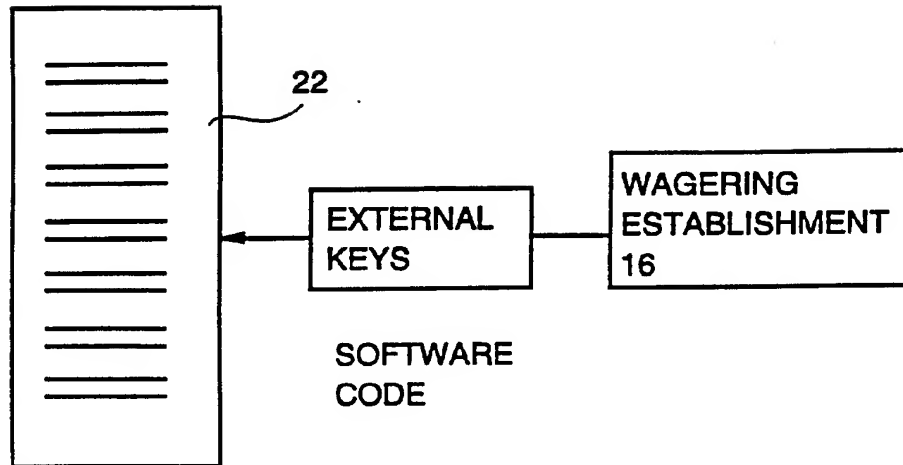 22
EXTERNAL
KEYS
WAGERING
ESTABLISHMENT
16
SOFTWARE
CODE